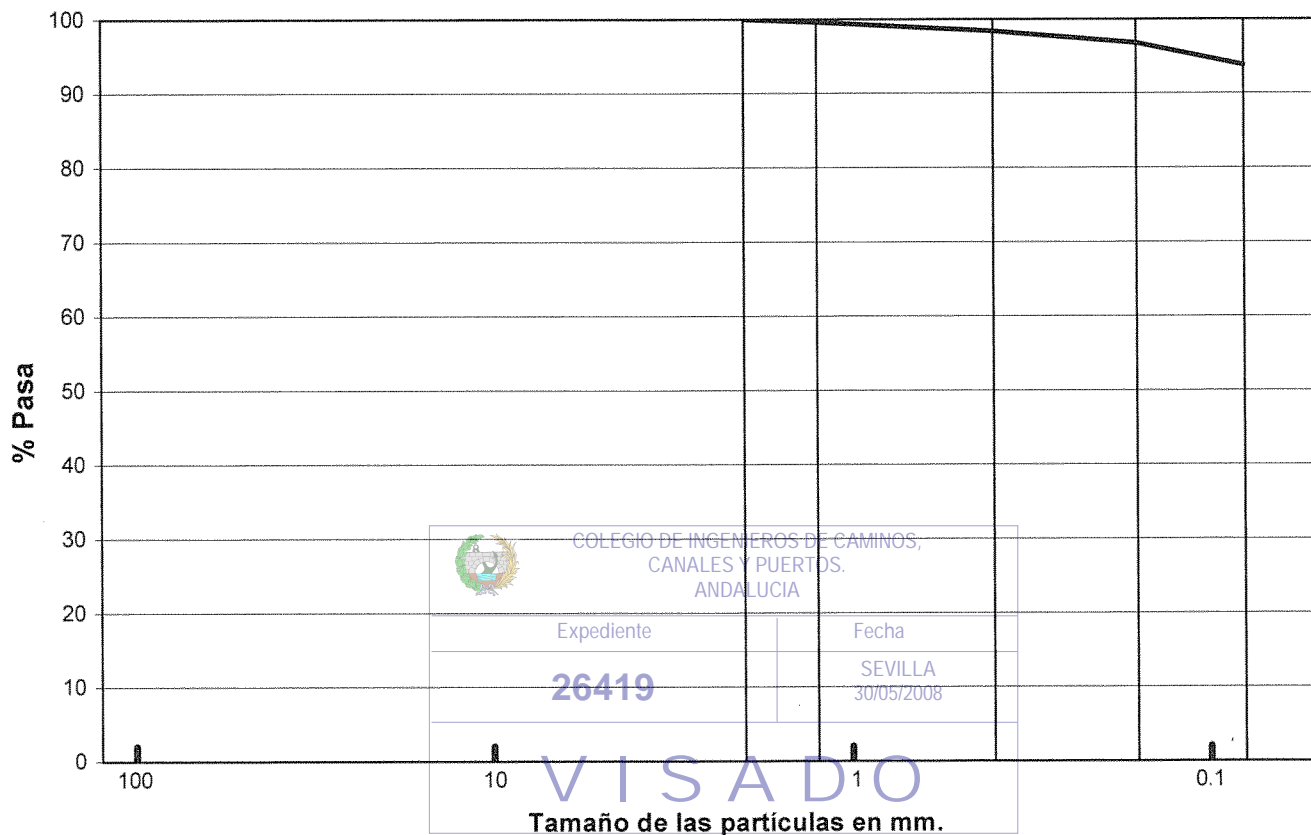 100
90
80
70
60
50
40
30
20
10
0
% Pasa
100
10
1
0.1
Tamaño de las partículas en mm.
COLEGIO DE INGENIEROS DE CAMINOS,
CANALES Y PUERTOS.
ANDALUCIA
Expediente
Fecha
26419
SEVILLA
30/05/2008
VISADO